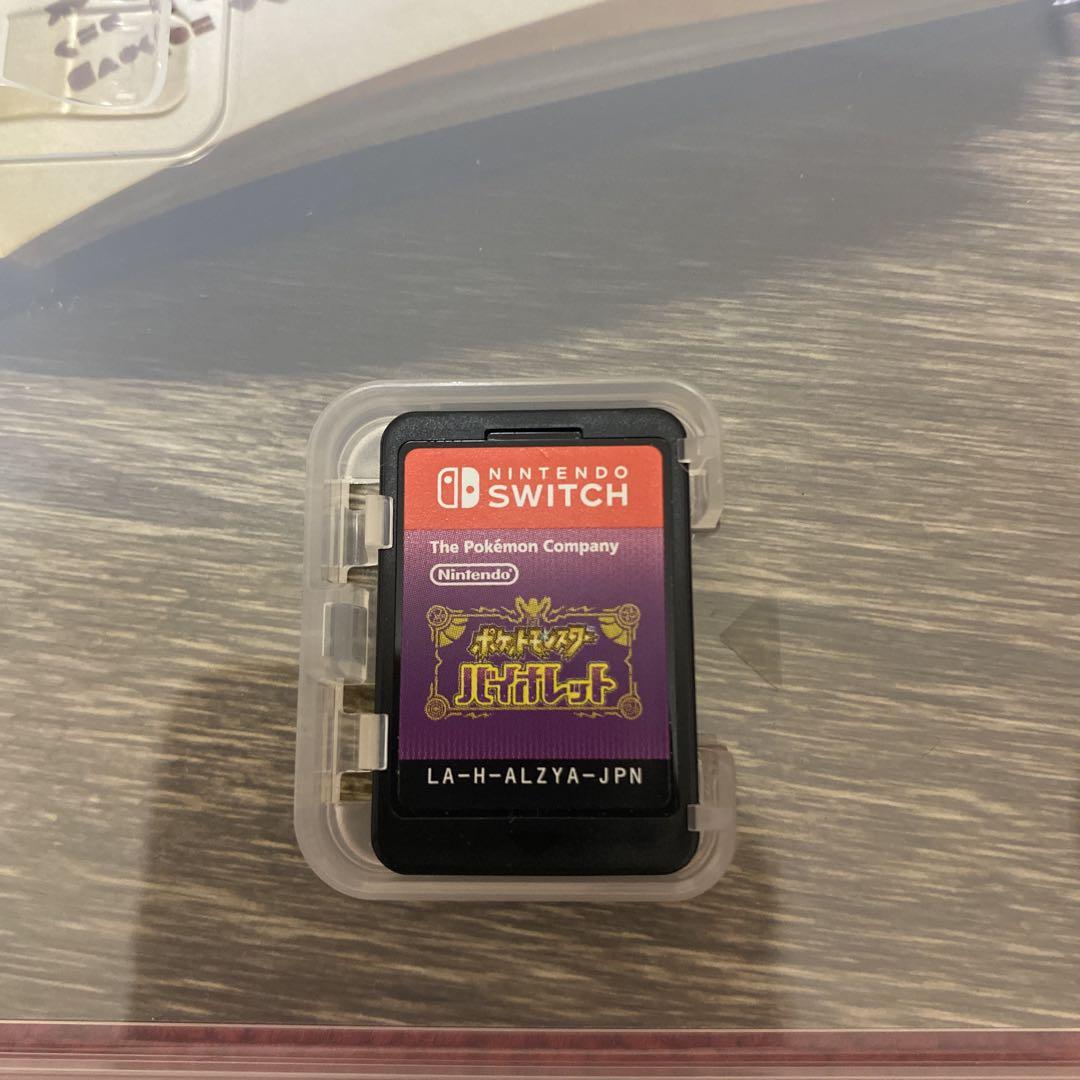 NINTENDO
SWITCH
The Pokémon Company
Nintendo
ポケットモンスター
バイオレット
LA-H-ALZYA-JPN